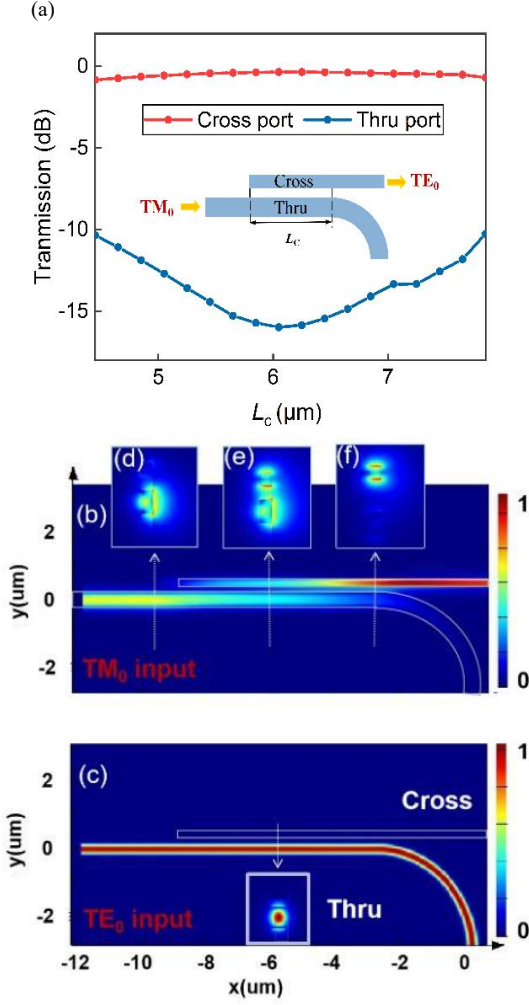 (a)
0
-5
-10
-15
Tranmission (dB)
Cross port
Thru port
Cross
TE₀
TM₀
Thru
L_C
5
6
7
L_c (μm)
(d)
(e)
(f)
(b)
2
0
-2
y(um)
TM₀ input
1
0
(c)
2
0
-2
y(um)
Cross
Thru
TE₀ input
1
0
-12
-10
-8
-6
-4
-2
0
x(um)